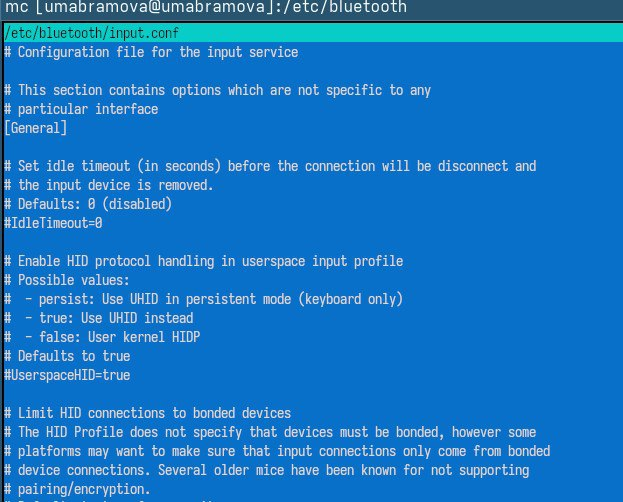 mc [umabramova@umabramova]:/etc/bluetooth
/etc/bluetooth/input.conf
# Configuration file for the input service
# This section contains options which are not specific to any
# particular interface
[General]
# Set idle timeout (in seconds) before the connection will be disconnect and
# the input device is removed.
# Defaults: 0 (disabled)
#IdleTimeout=0
# Enable HID protocol handling in userspace input profile
# Possible values:
#  - persist: Use UHID in persistent mode (keyboard only)
#  - true: Use UHID instead
#  - false: User kernel HIDP
# Defaults to true
#UserspaceHID=true
# Limit HID connections to bonded devices
# The HID Profile does not specify that devices must be bonded, however some
# platforms may want to make sure that input connections only come from bonded
# device connections. Several older mice have been known for not supporting
# pairing/encryption.